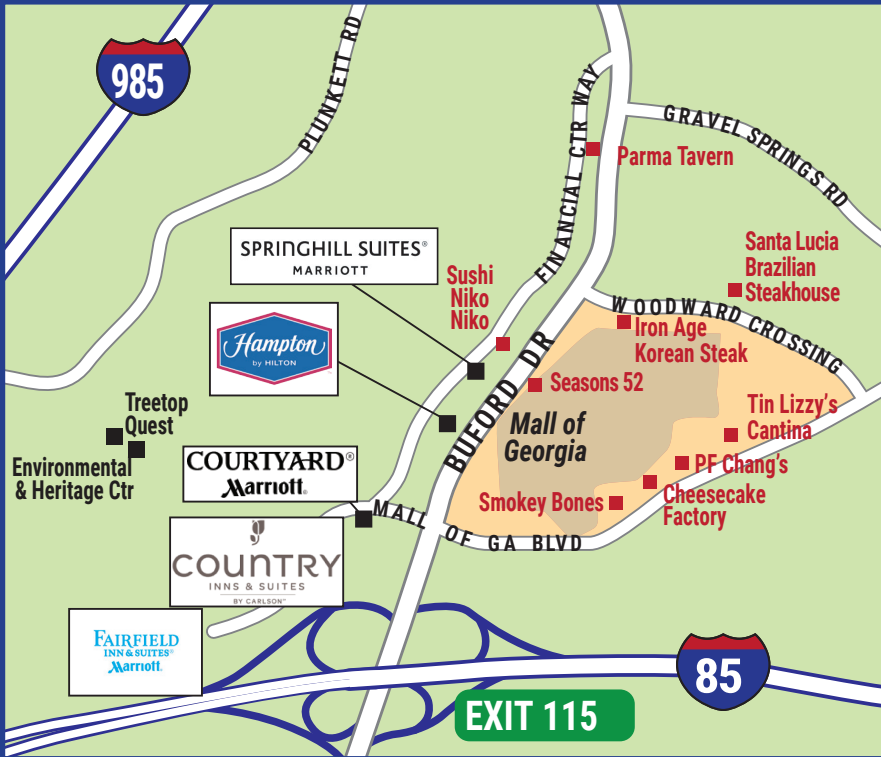 985
PLUNKETT RD
FINANCIAL CTR WAY
GRAVEL SPRINGS RD
Parma Tavern
SPRINGHILL SUITES®
MARRIOTT
Sushi
Niko
Niko
Santa Lucia
Brazilian
Steakhouse
WOODWARD CROSSING
Iron Age
Korean Steak
Hampton
by HILTON
BUFORD DR
Seasons 52
Mall of
Georgia
Treetop
Quest
Tin Lizzy's
Cantina
Environmental
& Heritage Ctr
COURTYARD®
Marriott®
PF Chang's
Cheesecake
Factory
Smokey Bones
MALL OF GA BLVD
COUNTRY
INNS & SUITES
BY CARLSON™
FAIRFIELD
INN & SUITES®
Marriott®
85
EXIT 115